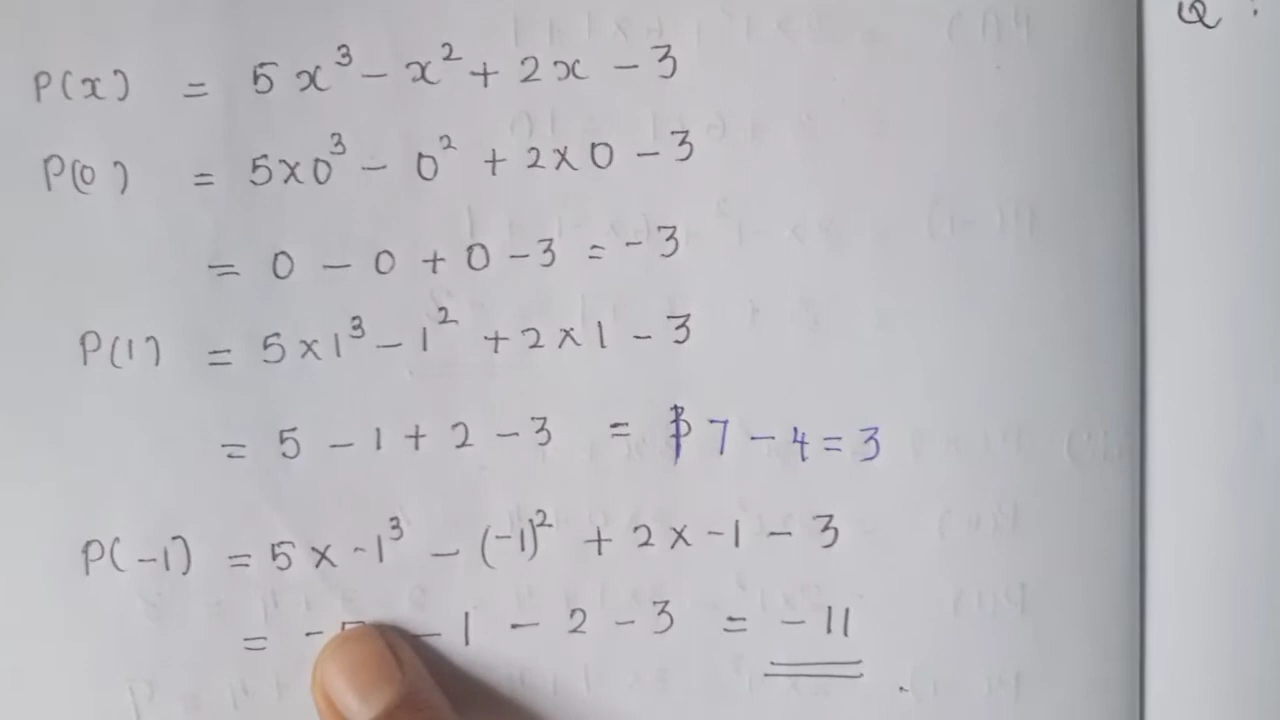 Q :
P(x) = 5x³ - x² + 2x - 3
P(0) = 5×0³ - 0² + 2×0 - 3
= 0 - 0 + 0 - 3 = -3
P(1) = 5×1³ - 1² + 2×1 - 3
= 5 - 1 + 2 - 3 = 7 - 4 = 3
P(-1) = 5×-1³ - (-1)² + 2×-1 - 3
= - - 1 - 2 - 3 = -11